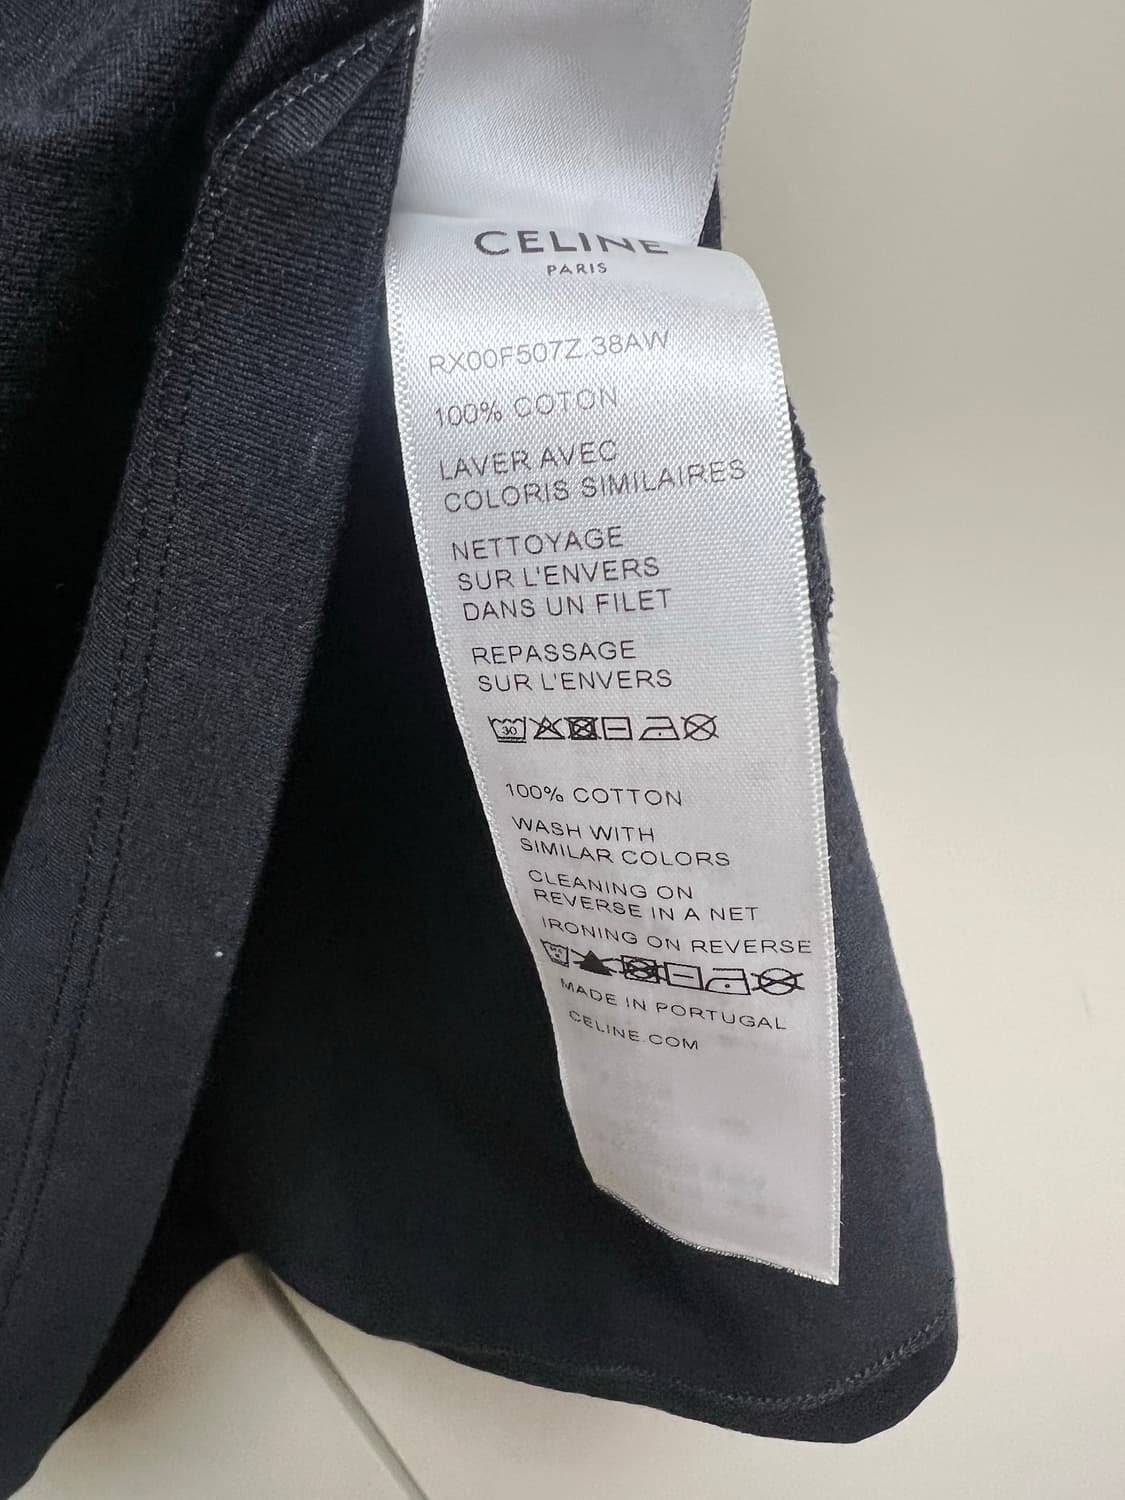 CELINE
PARIS
RX00F507Z.38AW
100% COTON
LAVER AVEC
COLORIS SIMILAIRES
NETTOYAGE
SUR L'ENVERS
DANS UN FILET
REPASSAGE
SUR L'ENVERS
30
100% COTTON
WASH WITH
SIMILAR COLORS
CLEANING ON
REVERSE IN A NET
IRONING ON REVERSE
MADE IN PORTUGAL
CELINE.COM